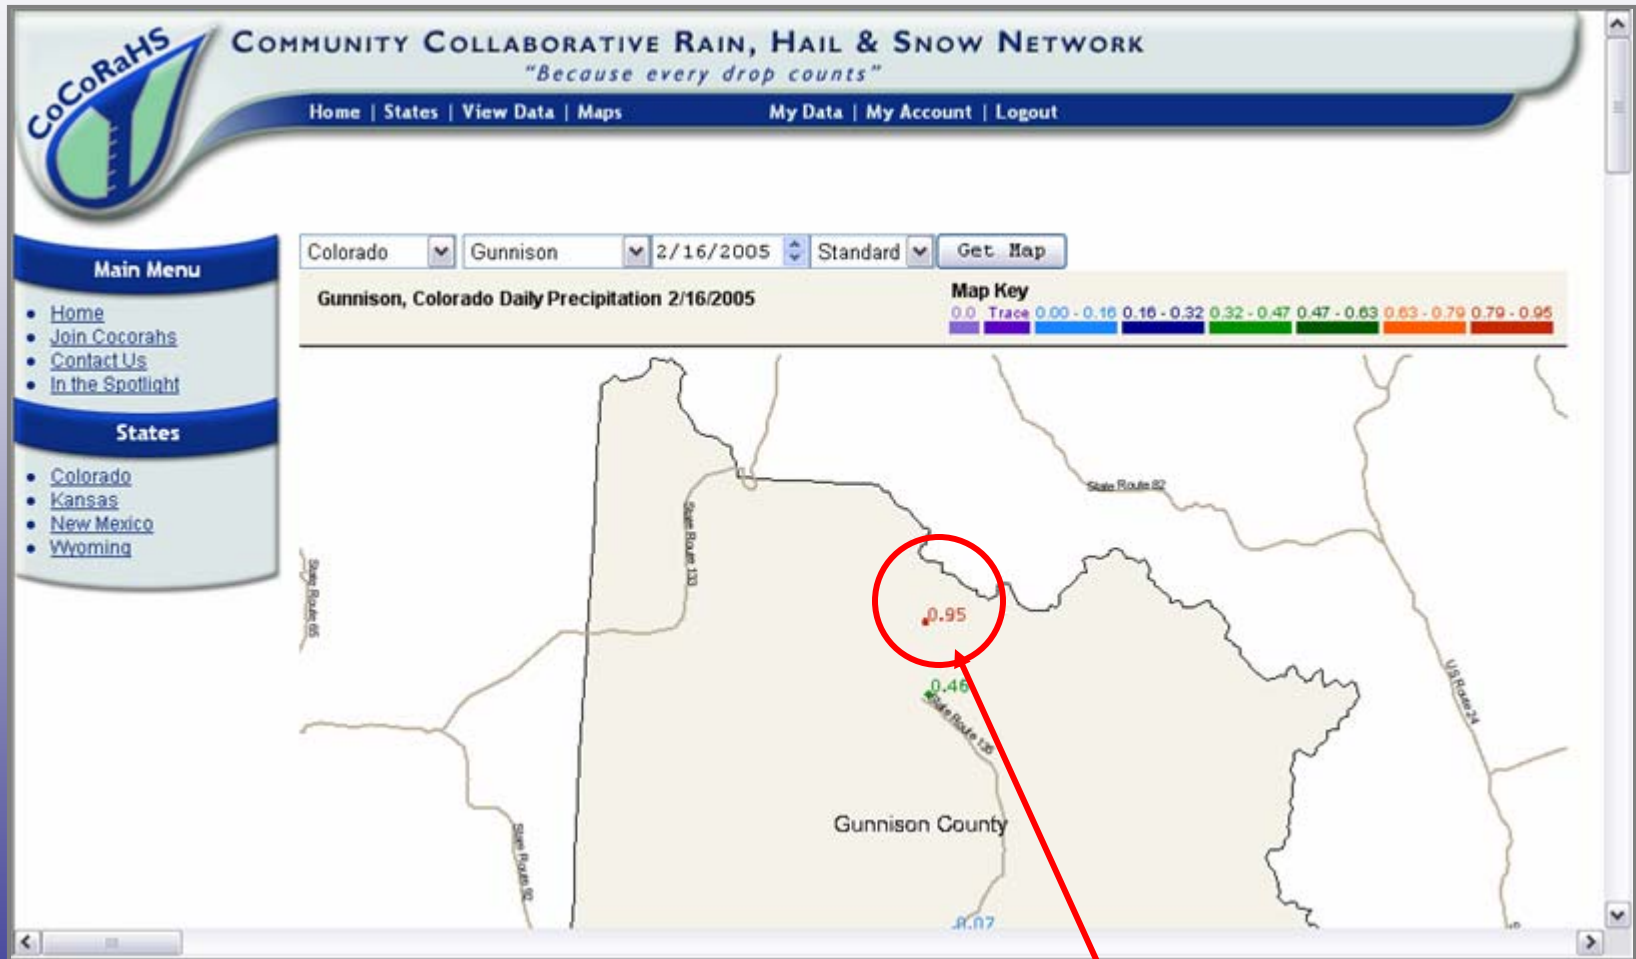 CoCoRaHS
COMMUNITY COLLABORATIVE RAIN, HAIL & SNOW NETWORK
"Because every drop counts"
Home | States | View Data | Maps My Data | My Account | Logout
Colorado Gunnison 2/16/2005 Standard Get Map
Main Menu
Home
Join Cocorahs
Contact Us
In the Spotlight
States
Colorado
Kansas
New Mexico
Wyoming
Gunnison, Colorado Daily Precipitation 2/16/2005
Map Key
0.0 Trace 0.00 - 0.16 0.16 - 0.32 0.32 - 0.47 0.47 - 0.63 0.63 - 0.79 0.79 - 0.95
State Route 82
State Route 133
State Route 65
0.95
0.46
State Route 135
US Route 24
Gunnison County
State Route 92
0.07